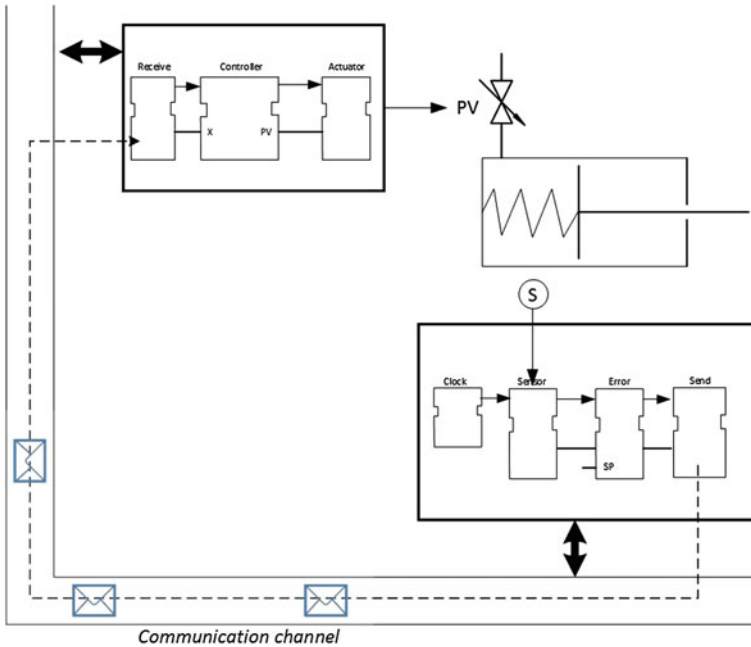 Receive Controller Actuator
X PV
PV
S
Clock Sensor Error Send
SP
Communication channel